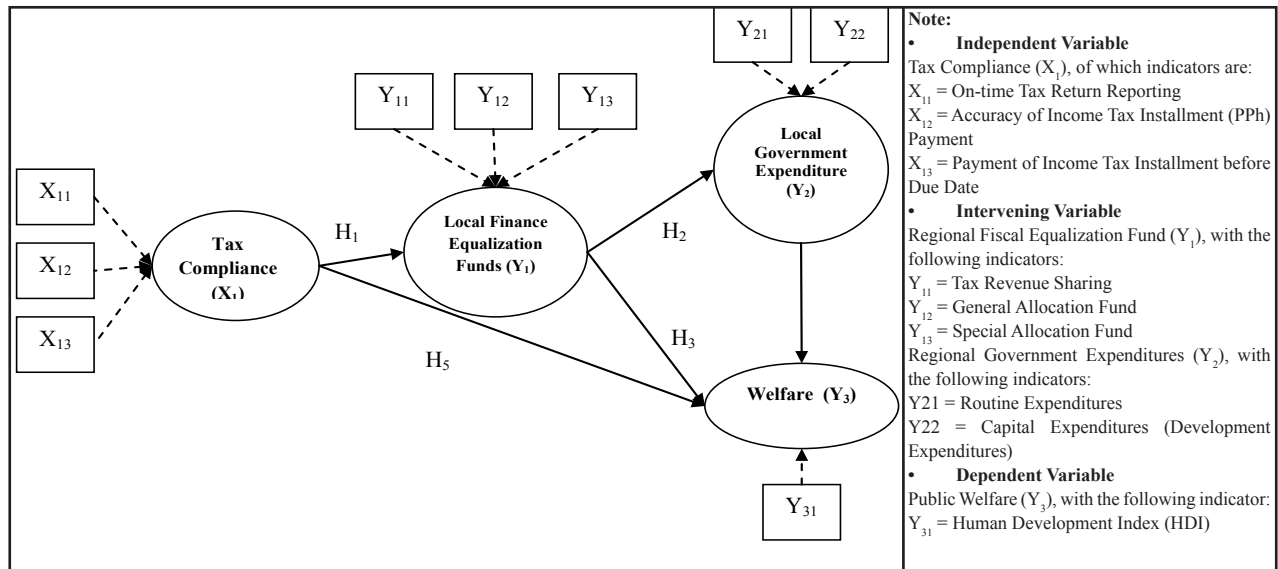 Y₂₁
Y₂₂
Y₁₁
Y₁₂
Y₁₃
Local
Government
Expenditure
(Y₂)
X₁₁
X₁₂
X₁₃
Tax
Compliance
(X₁)
H₁
Local Finance
Equalization
Funds (Y₁)
H₂
H₃
H₅
Welfare (Y₃)
Y₃₁
Note:
• Independent Variable
Tax Compliance (X₁), of which indicators are:
X₁₁ = On-time Tax Return Reporting
X₁₂ = Accuracy of Income Tax Installment (PPh)
Payment
X₁₃ = Payment of Income Tax Installment before
Due Date
• Intervening Variable
Regional Fiscal Equalization Fund (Y₁), with the
following indicators:
Y₁₁ = Tax Revenue Sharing
Y₁₂ = General Allocation Fund
Y₁₃ = Special Allocation Fund
Regional Government Expenditures (Y₂), with
the following indicators:
Y21 = Routine Expenditures
Y22 = Capital Expenditures (Development
Expenditures)
• Dependent Variable
Public Welfare (Y₃), with the following indicator:
Y₃₁ = Human Development Index (HDI)